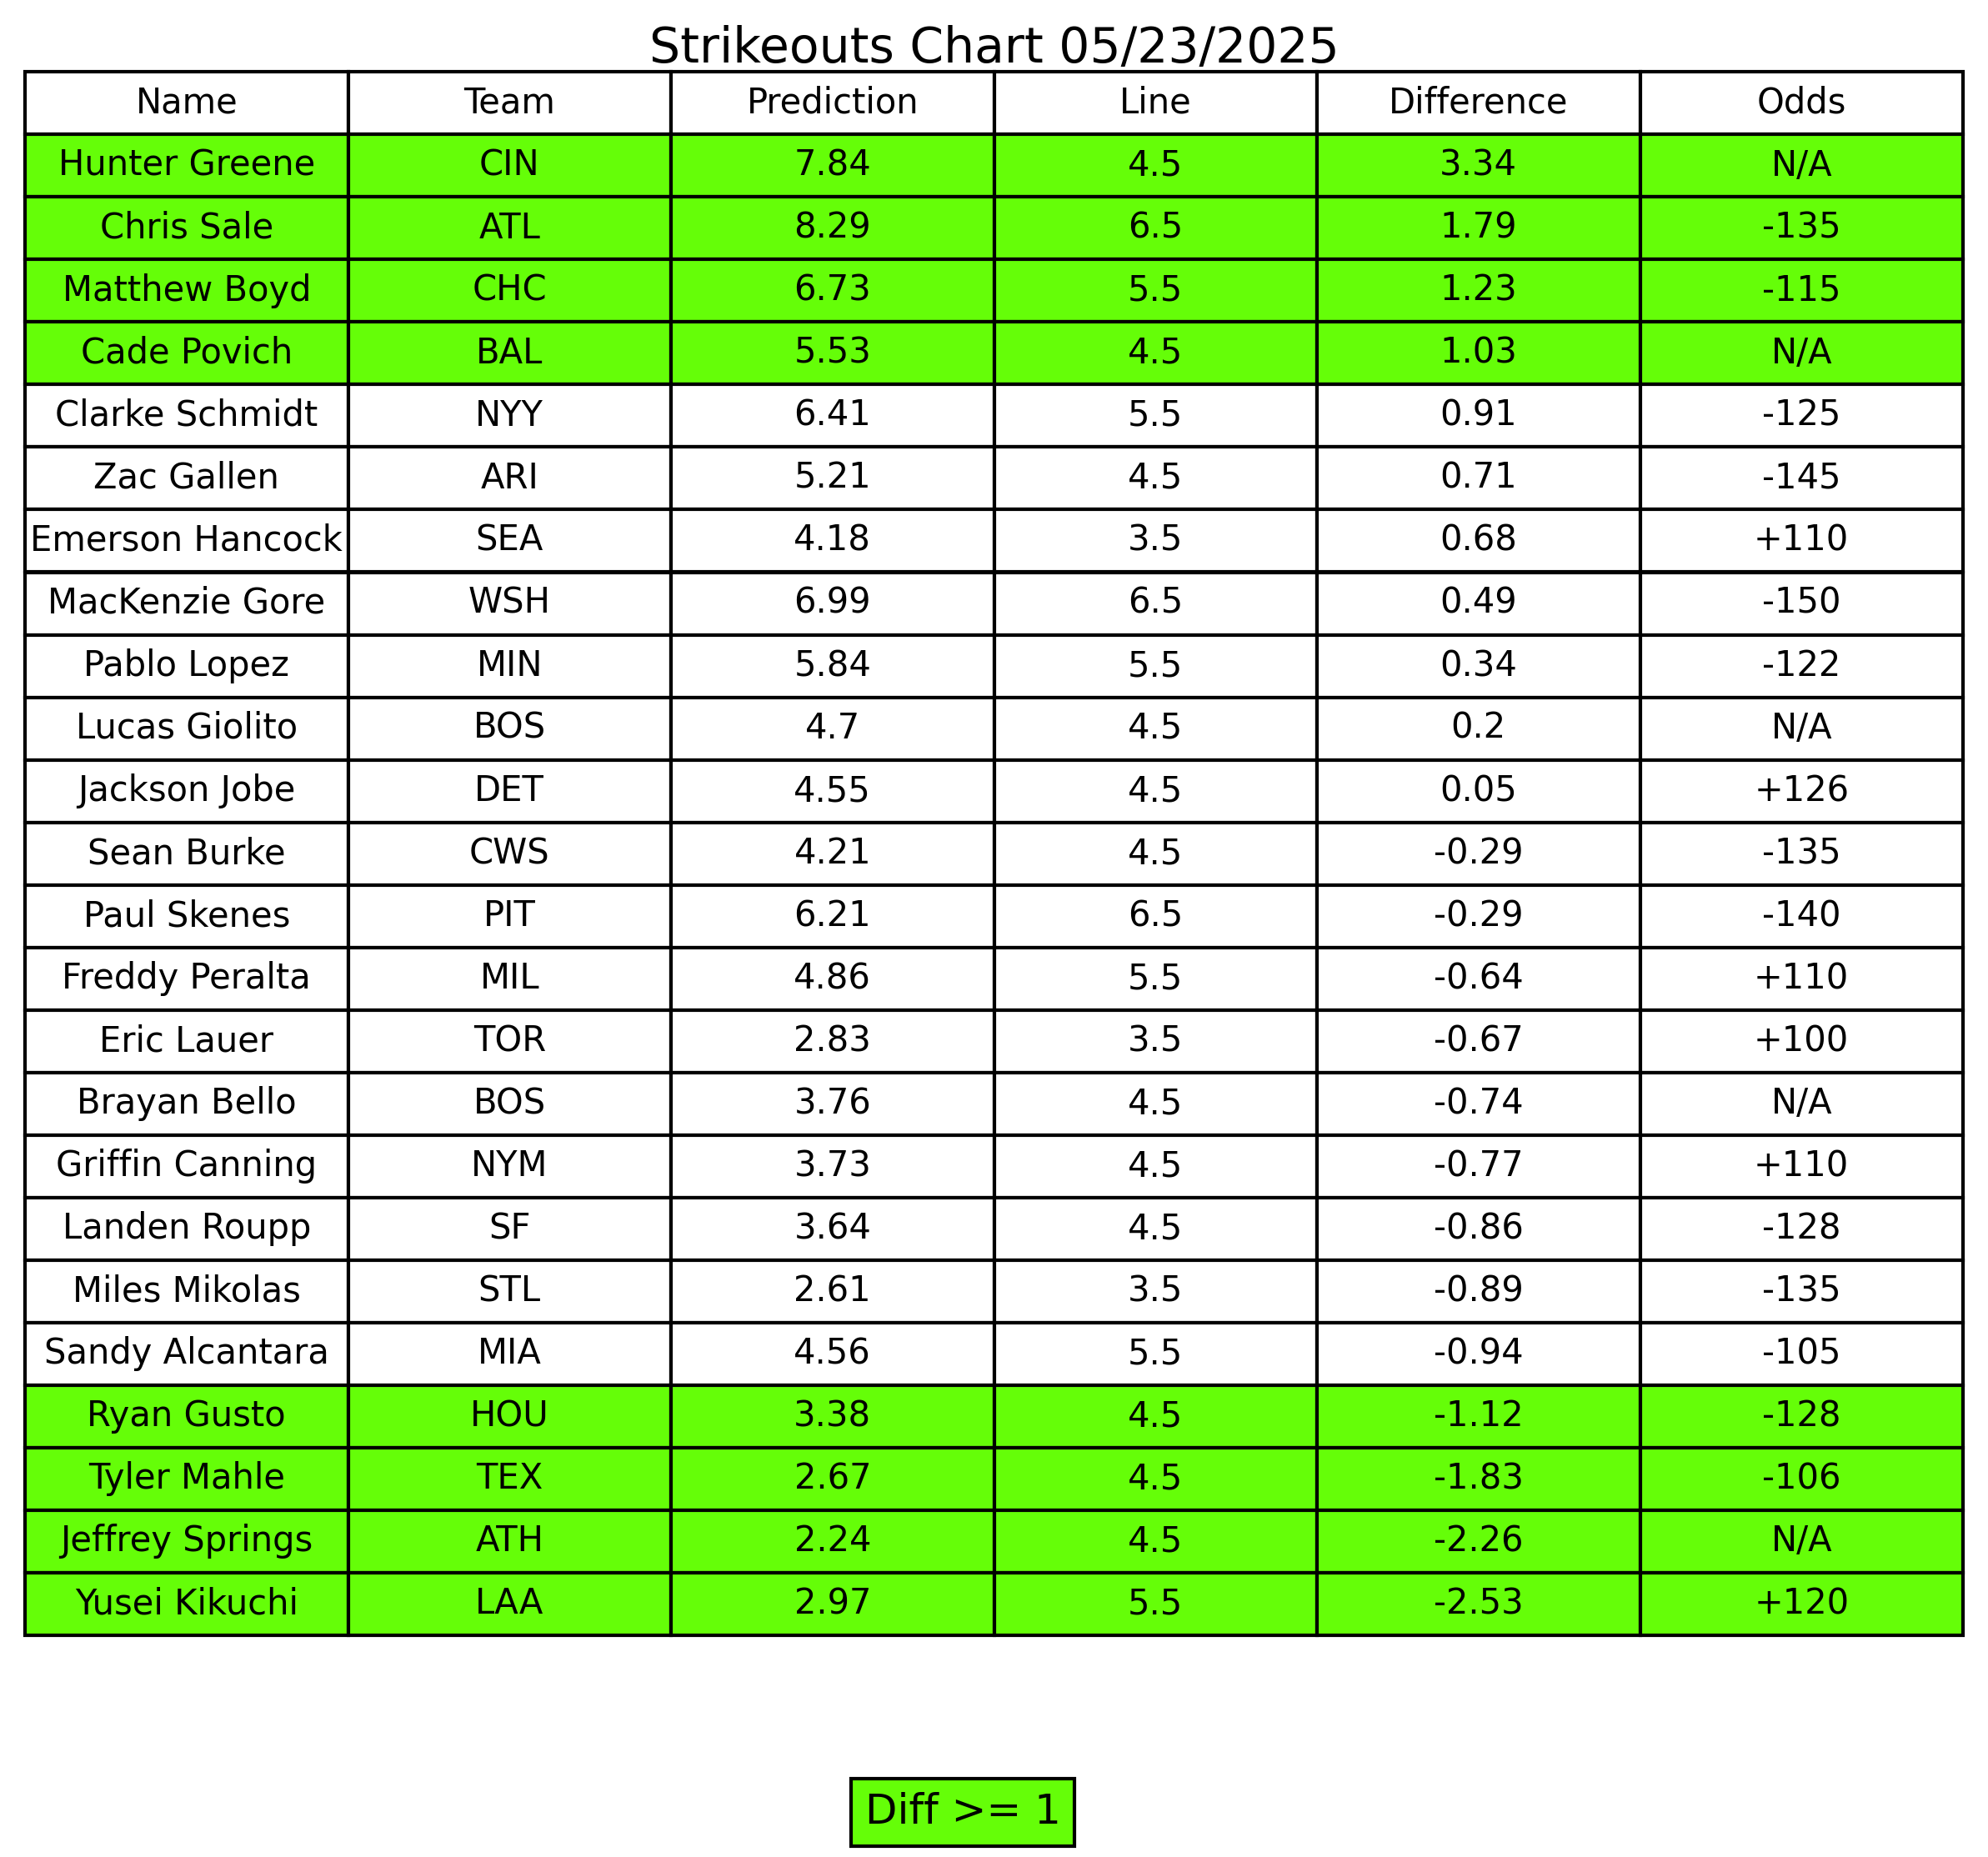 Strikeouts Chart 05/23/2025
Name Team Prediction Line Difference Odds
Hunter Greene CIN 7.84 4.5 3.34 N/A
Chris Sale ATL 8.29 6.5 1.79 -135
Matthew Boyd CHC 6.73 5.5 1.23 -115
Cade Povich BAL 5.53 4.5 1.03 N/A
Clarke Schmidt NYY 6.41 5.5 0.91 -125
Zac Gallen ARI 5.21 4.5 0.71 -145
Emerson Hancock SEA 4.18 3.5 0.68 +110
MacKenzie Gore WSH 6.99 6.5 0.49 -150
Pablo Lopez MIN 5.84 5.5 0.34 -122
Lucas Giolito BOS 4.7 4.5 0.2 N/A
Jackson Jobe DET 4.55 4.5 0.05 +126
Sean Burke CWS 4.21 4.5 -0.29 -135
Paul Skenes PIT 6.21 6.5 -0.29 -140
Freddy Peralta MIL 4.86 5.5 -0.64 +110
Eric Lauer TOR 2.83 3.5 -0.67 +100
Brayan Bello BOS 3.76 4.5 -0.74 N/A
Griffin Canning NYM 3.73 4.5 -0.77 +110
Landen Roupp SF 3.64 4.5 -0.86 -128
Miles Mikolas STL 2.61 3.5 -0.89 -135
Sandy Alcantara MIA 4.56 5.5 -0.94 -105
Ryan Gusto HOU 3.38 4.5 -1.12 -128
Tyler Mahle TEX 2.67 4.5 -1.83 -106
Jeffrey Springs ATH 2.24 4.5 -2.26 N/A
Yusei Kikuchi LAA 2.97 5.5 -2.53 +120
Diff >= 1